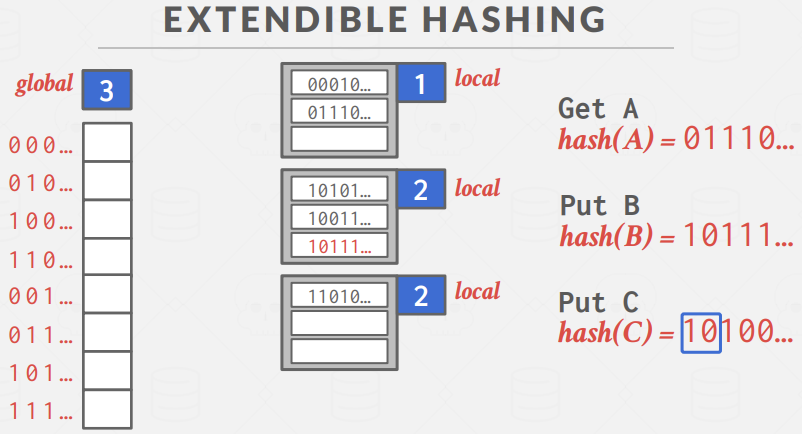 EXTENDIBLE HASHING
global 3
000…
010…
100…
110…
001…
011…
101…
111…
00010…
01110…
1 local
10101…
10011…
10111…
2 local
11010…
2 local
Get A
hash(A) = 01110…
Put B
hash(B) = 10111…
Put C
hash(C) = 10100…